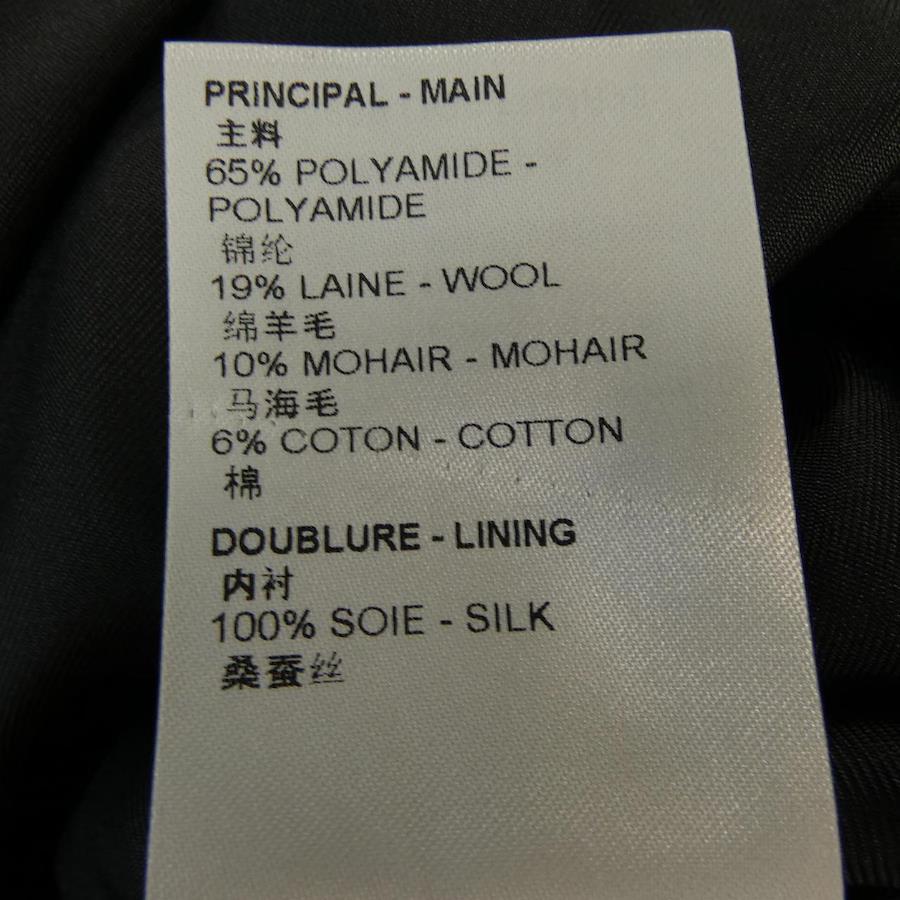 PRINCIPAL - MAIN
主料
65% POLYAMIDE -
POLYAMIDE
锦纶
19% LAINE - WOOL
绵羊毛
10% MOHAIR - MOHAIR
马海毛
6% COTON - COTTON
棉
DOUBLURE - LINING
内衬
100% SOIE - SILK
桑蚕丝